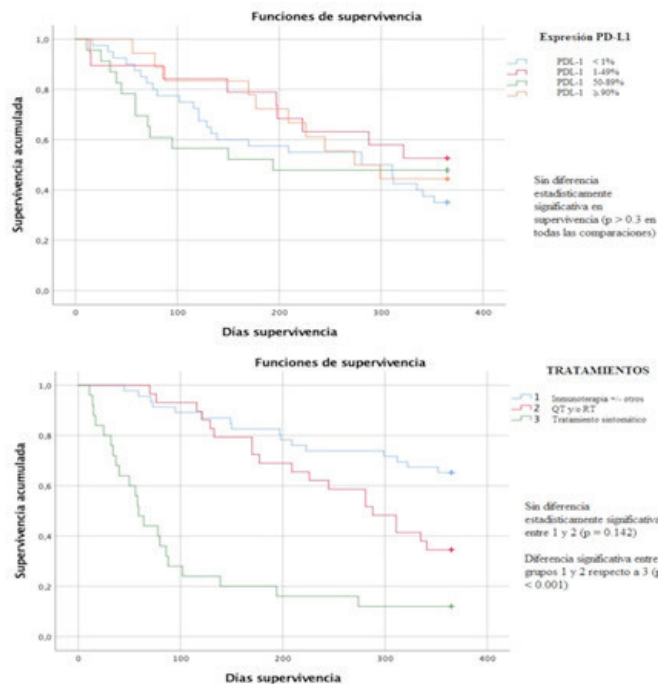 Funciones de supervivencia
Expresión PD-L1
PDL-1 < 1%
PDL-1 1-49%
PDL-1 50-89%
PDL-1 ≥ 90%
Supervivencia acumulada
1,0
0,8
0,6
0,4
0,2
0,0
0
100
200
300
400
Días supervivencia
Sin diferencia
estadísticamente
significativa en
supervivencia (p > 0.3 en
todas las comparaciones)
Funciones de supervivencia
TRATAMIENTOS
1 Inmunoterapia +/- otros
2 QT y/o RT
3 Tratamiento sintomático
Supervivencia acumulada
1,0
0,8
0,6
0,4
0,2
0,0
0
100
200
300
400
Días supervivencia
Sin diferencia
estadísticamente significativa
entre 1 y 2 (p = 0.142)
Diferencia significativa entre
grupos 1 y 2 respecto a 3 (p
< 0.001)